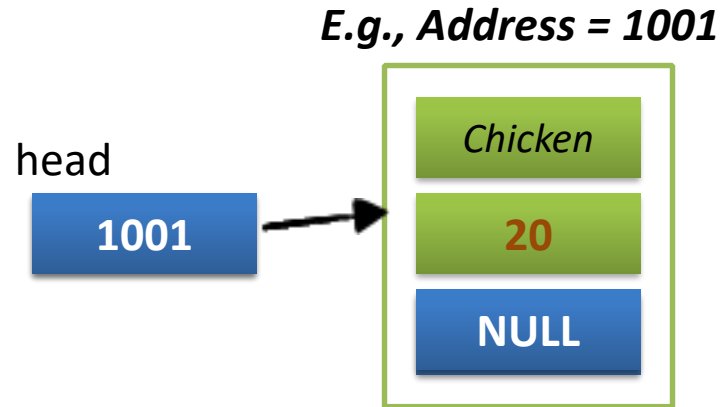 E.g., Address = 1001
Chicken
head
1001
20
NULL